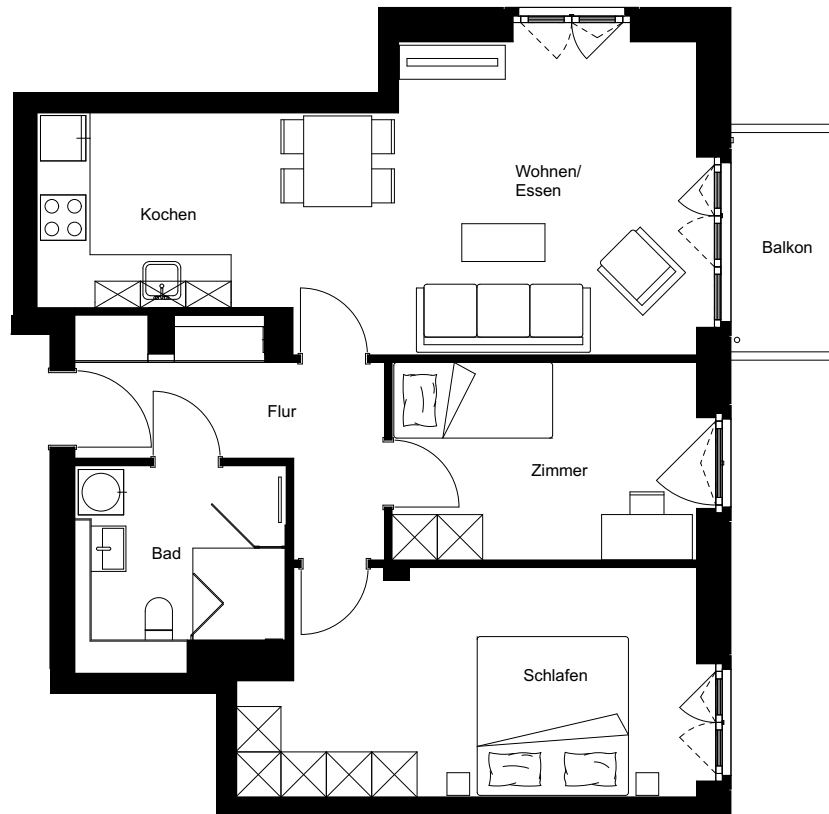 Wohnen/
Essen
Kochen
Balkon
Flur
Zimmer
Bad
Schlafen